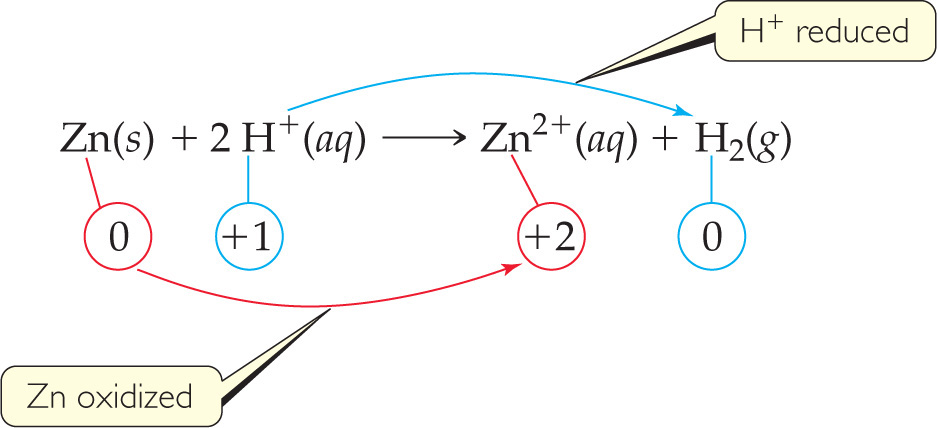 H⁺ reduced
Zn(s) + 2 H⁺(aq) ⟶ Zn²⁺(aq) + H₂(g)
0 +1 +2 0
Zn oxidized